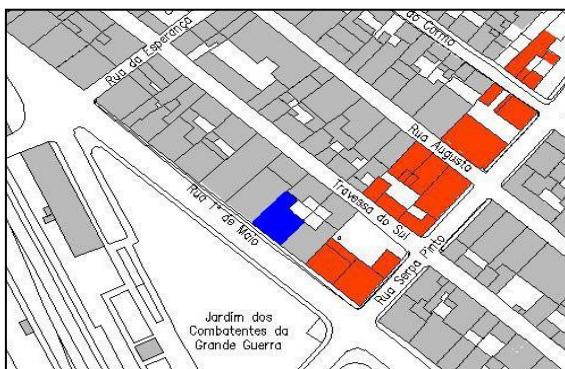 Rua da Esperança
do Carmo
Rua Augusta
Travessa do Sul
Rua 1º de Maio
Rua Serpa Pinto
Jardim dos
Combatentes da
Grande Guerra